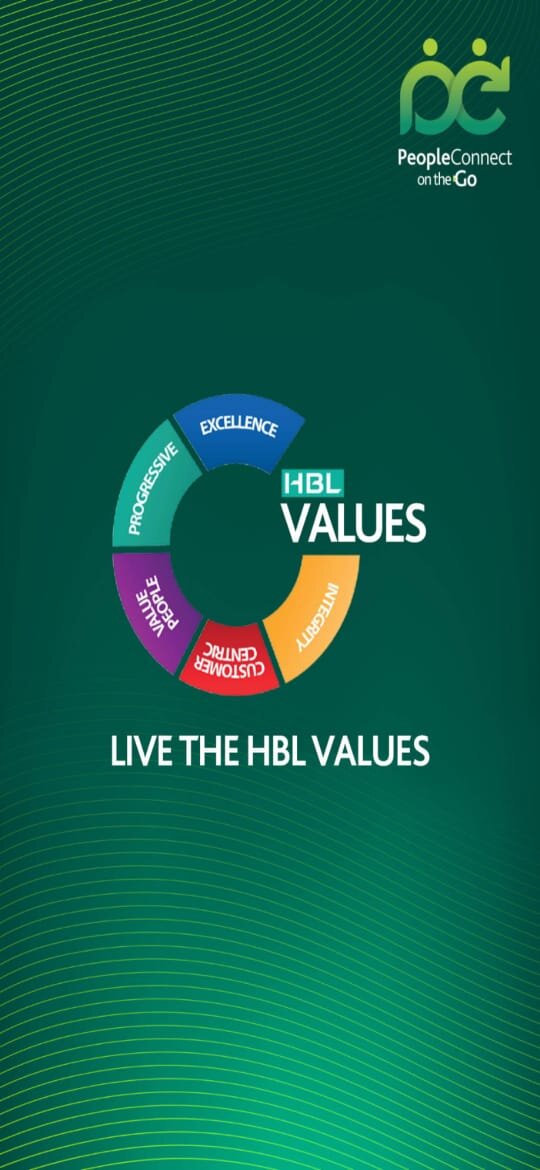 PeopleConnect
on the Go
EXCELLENCE
PROGRESSIVE
VALUE
PEOPLE
CUSTOMER
CENTRIC
INTEGRITY
HBL
VALUES
LIVE THE HBL VALUES